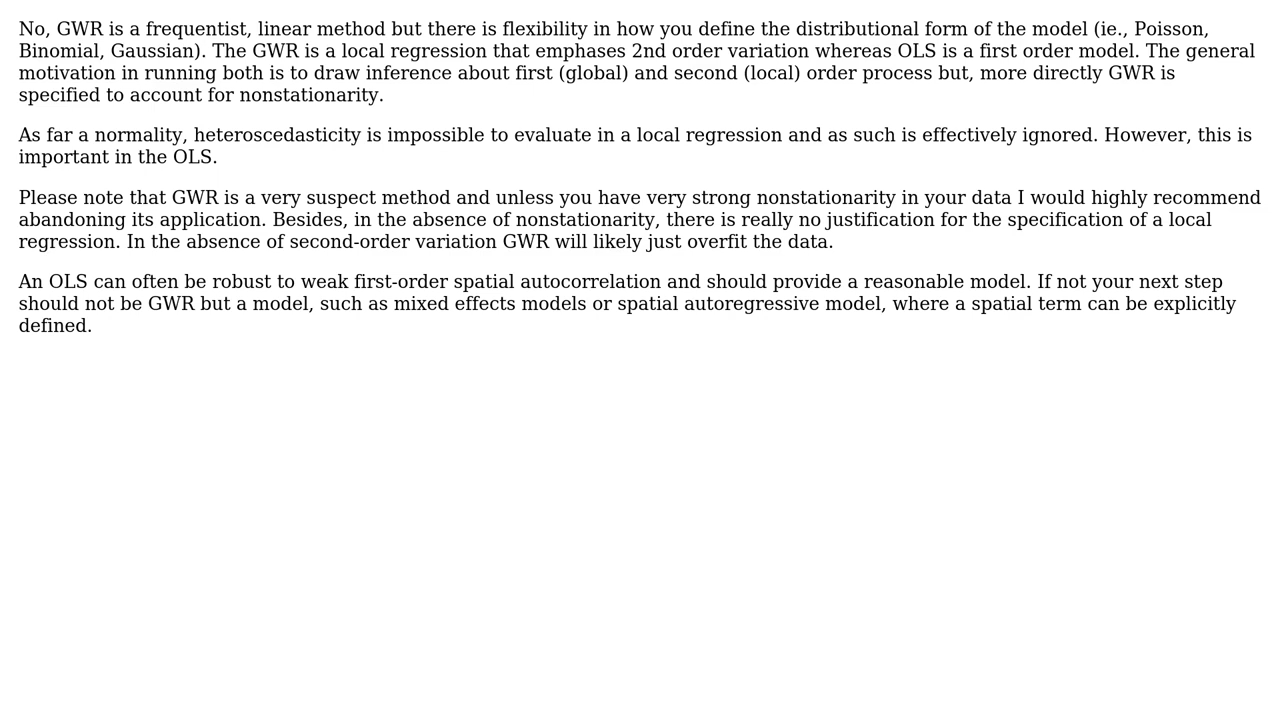 No, GWR is a frequentist, linear method but there is flexibility in how you define the distributional form of the model (ie., Poisson,
Binomial, Gaussian). The GWR is a local regression that emphases 2nd order variation whereas OLS is a first order model. The general
motivation in running both is to draw inference about first (global) and second (local) order process but, more directly GWR is
specified to account for nonstationarity.
As far a normality, heteroscedasticity is impossible to evaluate in a local regression and as such is effectively ignored. However, this is
important in the OLS.
Please note that GWR is a very suspect method and unless you have very strong nonstationarity in your data I would highly recommend
abandoning its application. Besides, in the absence of nonstationarity, there is really no justification for the specification of a local
regression. In the absence of second-order variation GWR will likely just overfit the data.
An OLS can often be robust to weak first-order spatial autocorrelation and should provide a reasonable model. If not your next step
should not be GWR but a model, such as mixed effects models or spatial autoregressive model, where a spatial term can be explicitly
defined.